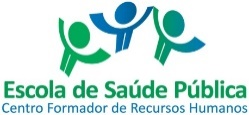 Escola de Saúde Pública
Centro Formador de Recursos Humanos